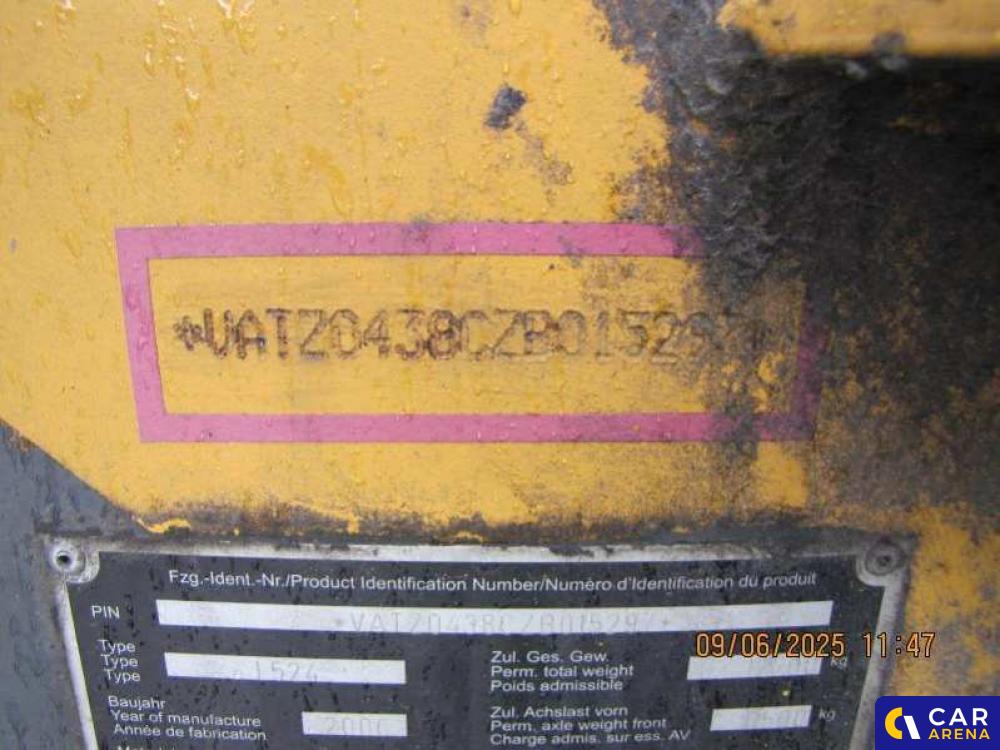 *VATZ0438CZB01529
Fzg.-Ident.-Nr./Product Identification Number/Numéro d'Identification du produit
PIN *VATZ0438CZB01529
Type
Type L524
Type
Zul. Ges. Gew.
Perm. total weight kg
Poids admissible
09/06/2025 11:47
Baujahr
Year of manufacture
Année de fabrication
Zul. Achslast vorn
Perm. axle weight front kg
Charge admis. sur ess. AV
CAR
ARENA